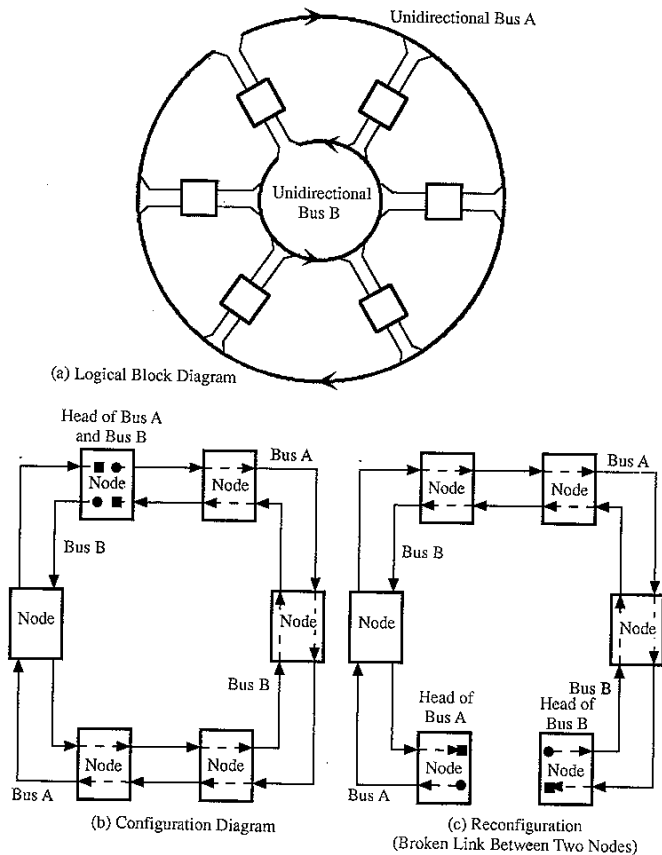 Unidirectional Bus A
Unidirectional
Bus B
(a) Logical Block Diagram
Head of Bus A
and Bus B
Node
Node
Bus A
Bus B
Node
Node
Bus B
Node
Node
Bus A
(b) Configuration Diagram
Node
Node
Bus A
Bus B
Node
Node
Bus B
Head of
Bus A
Head of
Bus B
Node
Node
Bus A
(c) Reconfiguration
(Broken Link Between Two Nodes)